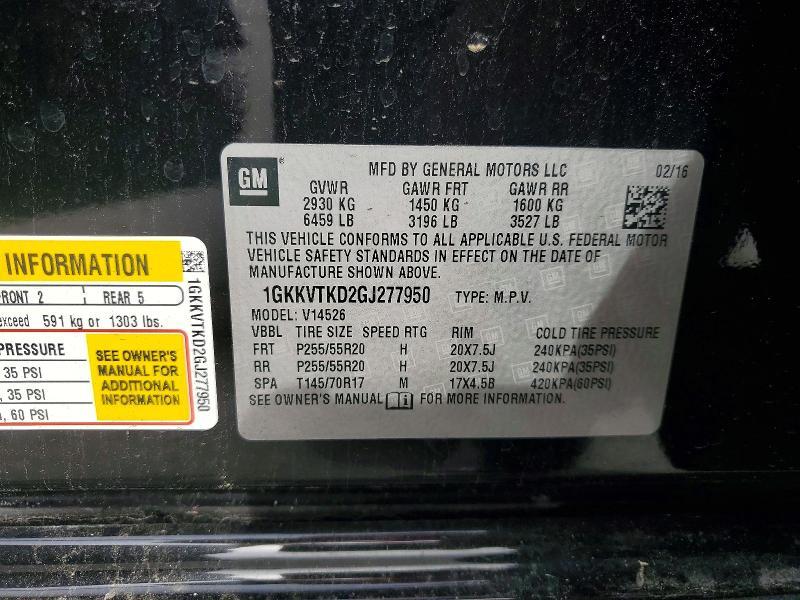 INFORMATION
FRONT 2 REAR 5
exceed 591 kg or 1303 lbs.
PRESSURE
35 PSI
, 35 PSI
, 60 PSI
SEE OWNER'S
MANUAL FOR
ADDITIONAL
INFORMATION
1GKKVTKD2GJ277950
GM®
MFD BY GENERAL MOTORS LLC 02/16
GVWR GAWR FRT GAWR RR
2930 KG 1450 KG 1600 KG
6459 LB 3196 LB 3527 LB
THIS VEHICLE CONFORMS TO ALL APPLICABLE U.S. FEDERAL MOTOR
VEHICLE SAFETY STANDARDS IN EFFECT ON THE DATE OF
MANUFACTURE SHOWN ABOVE.
1GKKVTKD2GJ277950 TYPE: M.P.V.
MODEL: V14526
VBBL TIRE SIZE SPEED RTG RIM COLD TIRE PRESSURE
FRT P255/55R20 H 20X7.5J 240KPA(35PSI)
RR P255/55R20 H 20X7.5J 240KPA(35PSI)
SPA T145/70R17 M 17X4.5B 420KPA(60PSI)
SEE OWNER'S MANUAL FOR MORE INFORMATION.